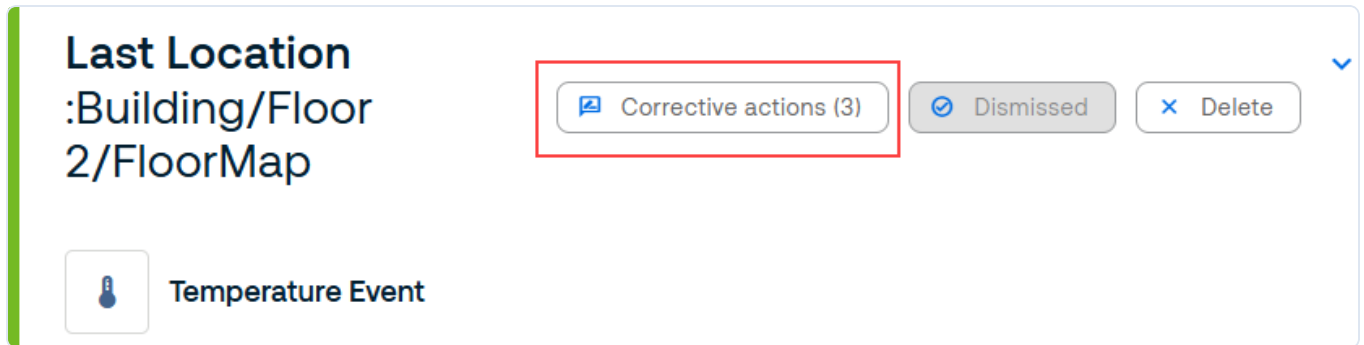 Last Location
:Building/Floor
2/FloorMap
Corrective actions (3)
Dismissed
Delete
Temperature Event